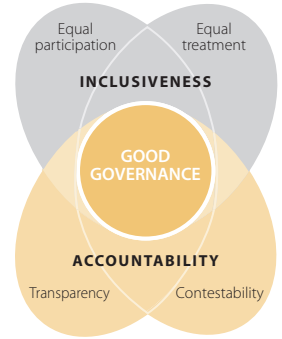 Equal
participation
Equal
treatment
INCLUSIVENESS
GOOD
GOVERNANCE
ACCOUNTABILITY
Transparency
Contestability